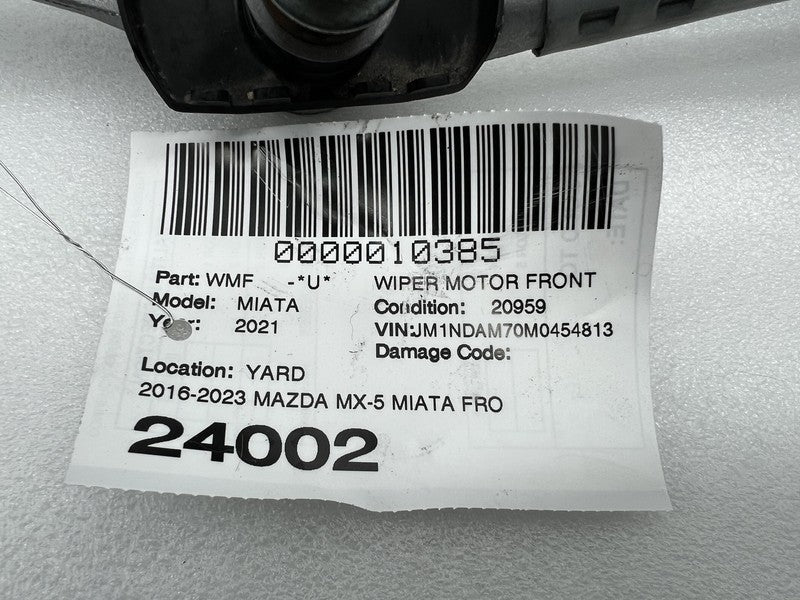 0000010385
Part: WMF -*U* WIPER MOTOR FRONT
Model: MIATA Condition: 20959
Year: 2021 VIN:JM1NDAM70M0454813
Damage Code:
Location: YARD
2016-2023 MAZDA MX-5 MIATA FRO
24002
DATE: